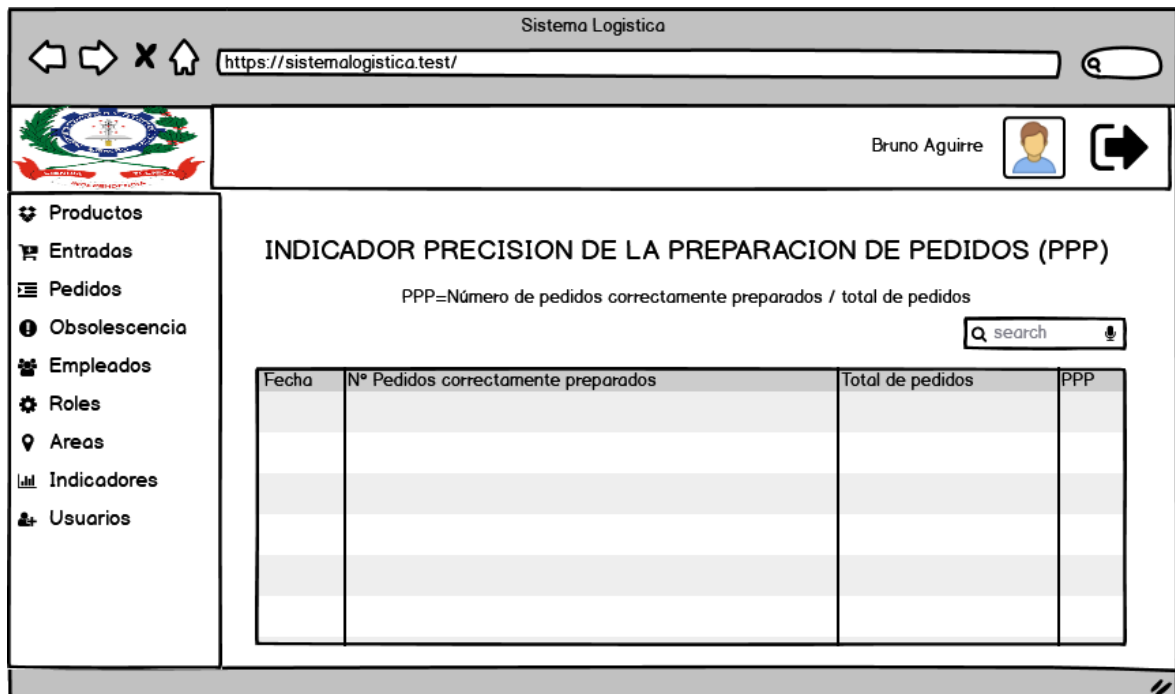 Sistema Logistica
https://sistemalogistica.test/
Bruno Aguirre
Productos
Entradas
Pedidos
Obsolescencia
Empleados
Roles
Areas
Indicadores
Usuarios
INDICADOR PRECISION DE LA PREPARACION DE PEDIDOS (PPP)
PPP=Número de pedidos correctamente preparados / total de pedidos
search
Fecha Nº Pedidos correctamente preparados Total de pedidos PPP